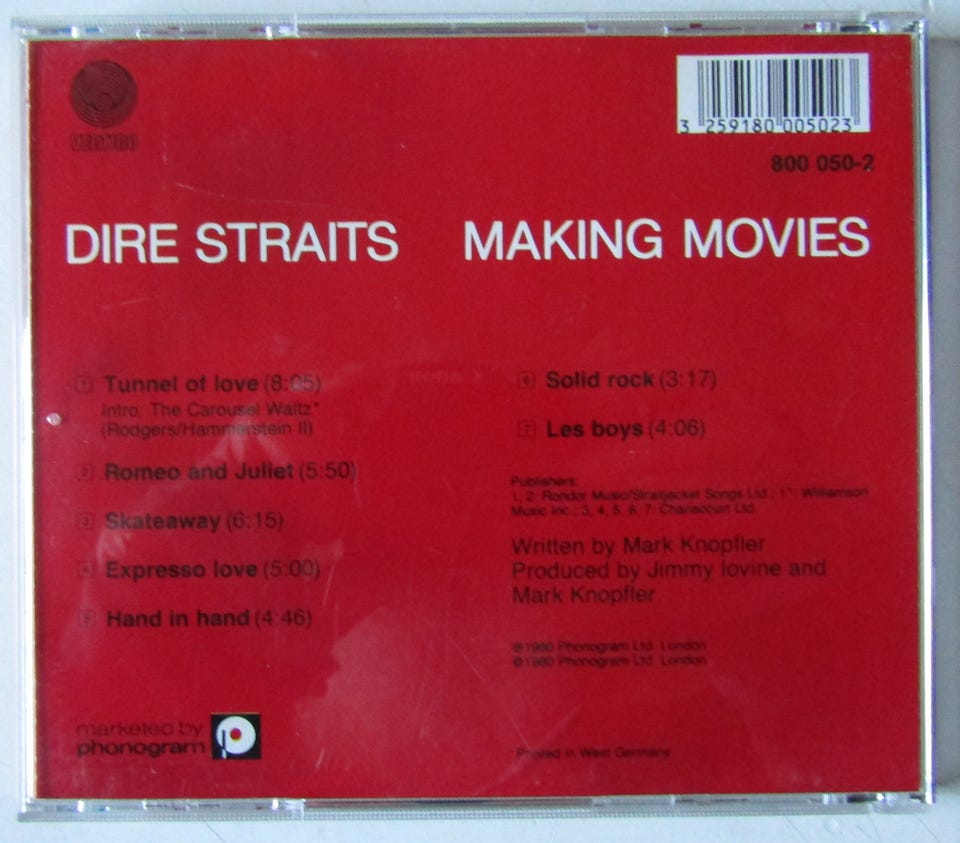 VERTIGO
3 259180 005023
800 050-2
DIRE STRAITS MAKING MOVIES
1 Tunnel of love (8:05)
Intro: The Carousel Waltz*
(Rodgers/Hammerstein II)
2 Romeo and Juliet (5:50)
3 Skateaway (6:15)
4 Expresso love (5:00)
5 Hand in hand (4:46)
6 Solid rock (3:17)
7 Les boys (4:06)
Publishers:
1, 2: Rondor Music/Straitjacket Songs Ltd.; 1*: Williamson
Music Inc.; 3, 4, 5, 6, 7: Chariscourt Ltd.
Written by Mark Knopfler
Produced by Jimmy Iovine and
Mark Knopfler
℗1980 Phonogram Ltd. London
©1980 Phonogram Ltd. London
marketed by
phonogram
Printed in West Germany